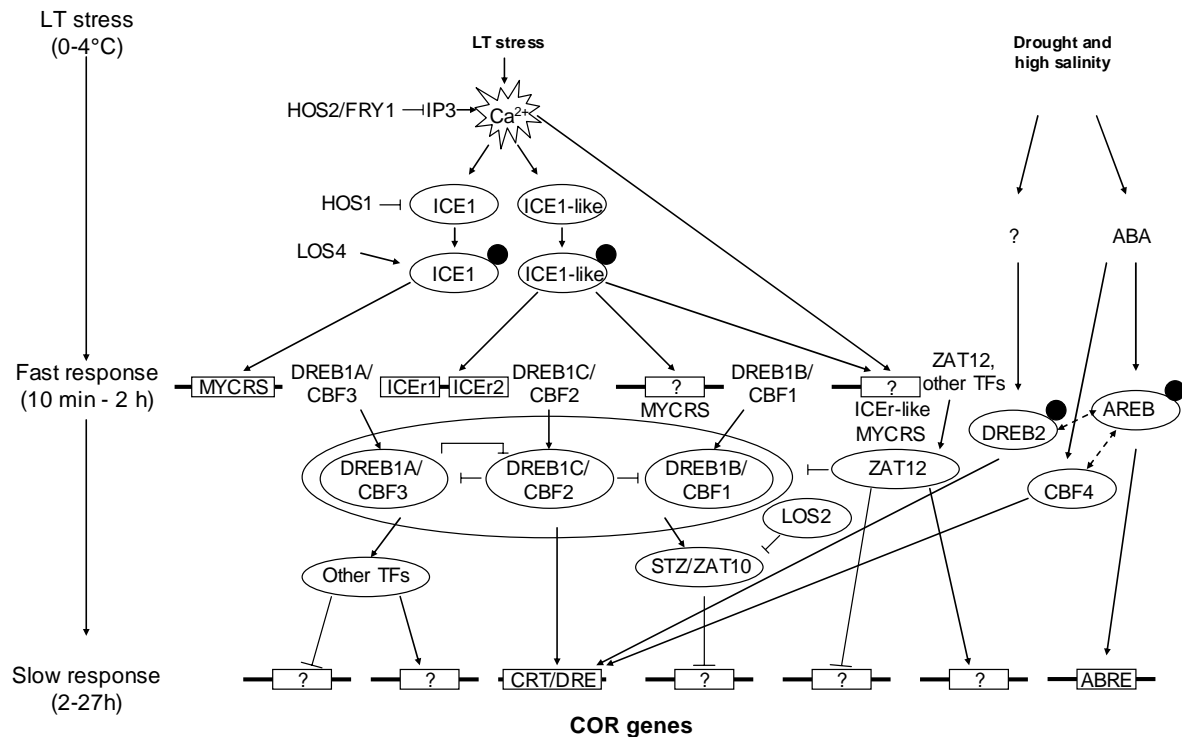 LT stress
(0-4°C)
LT stress
Drought and
high salinity
HOS2/FRY1
IP3
Ca2+
HOS1
ICE1
ICE1-like
LOS4
ICE1
ICE1-like
?
ABA
Fast response
(10 min - 2 h)
MYCRS
DREB1A/
CBF3
ICEr1
ICEr2
DREB1C/
CBF2
?
MYCRS
DREB1B/
CBF1
?
ICEr-like
MYCRS
ZAT12,
other TFs
DREB2
AREB
CBF4
DREB1A/
CBF3
DREB1C/
CBF2
DREB1B/
CBF1
ZAT12
LOS2
Other TFs
STZ/ZAT10
Slow response
(2-27h)
?
?
CRT/DRE
?
?
?
ABRE
COR genes